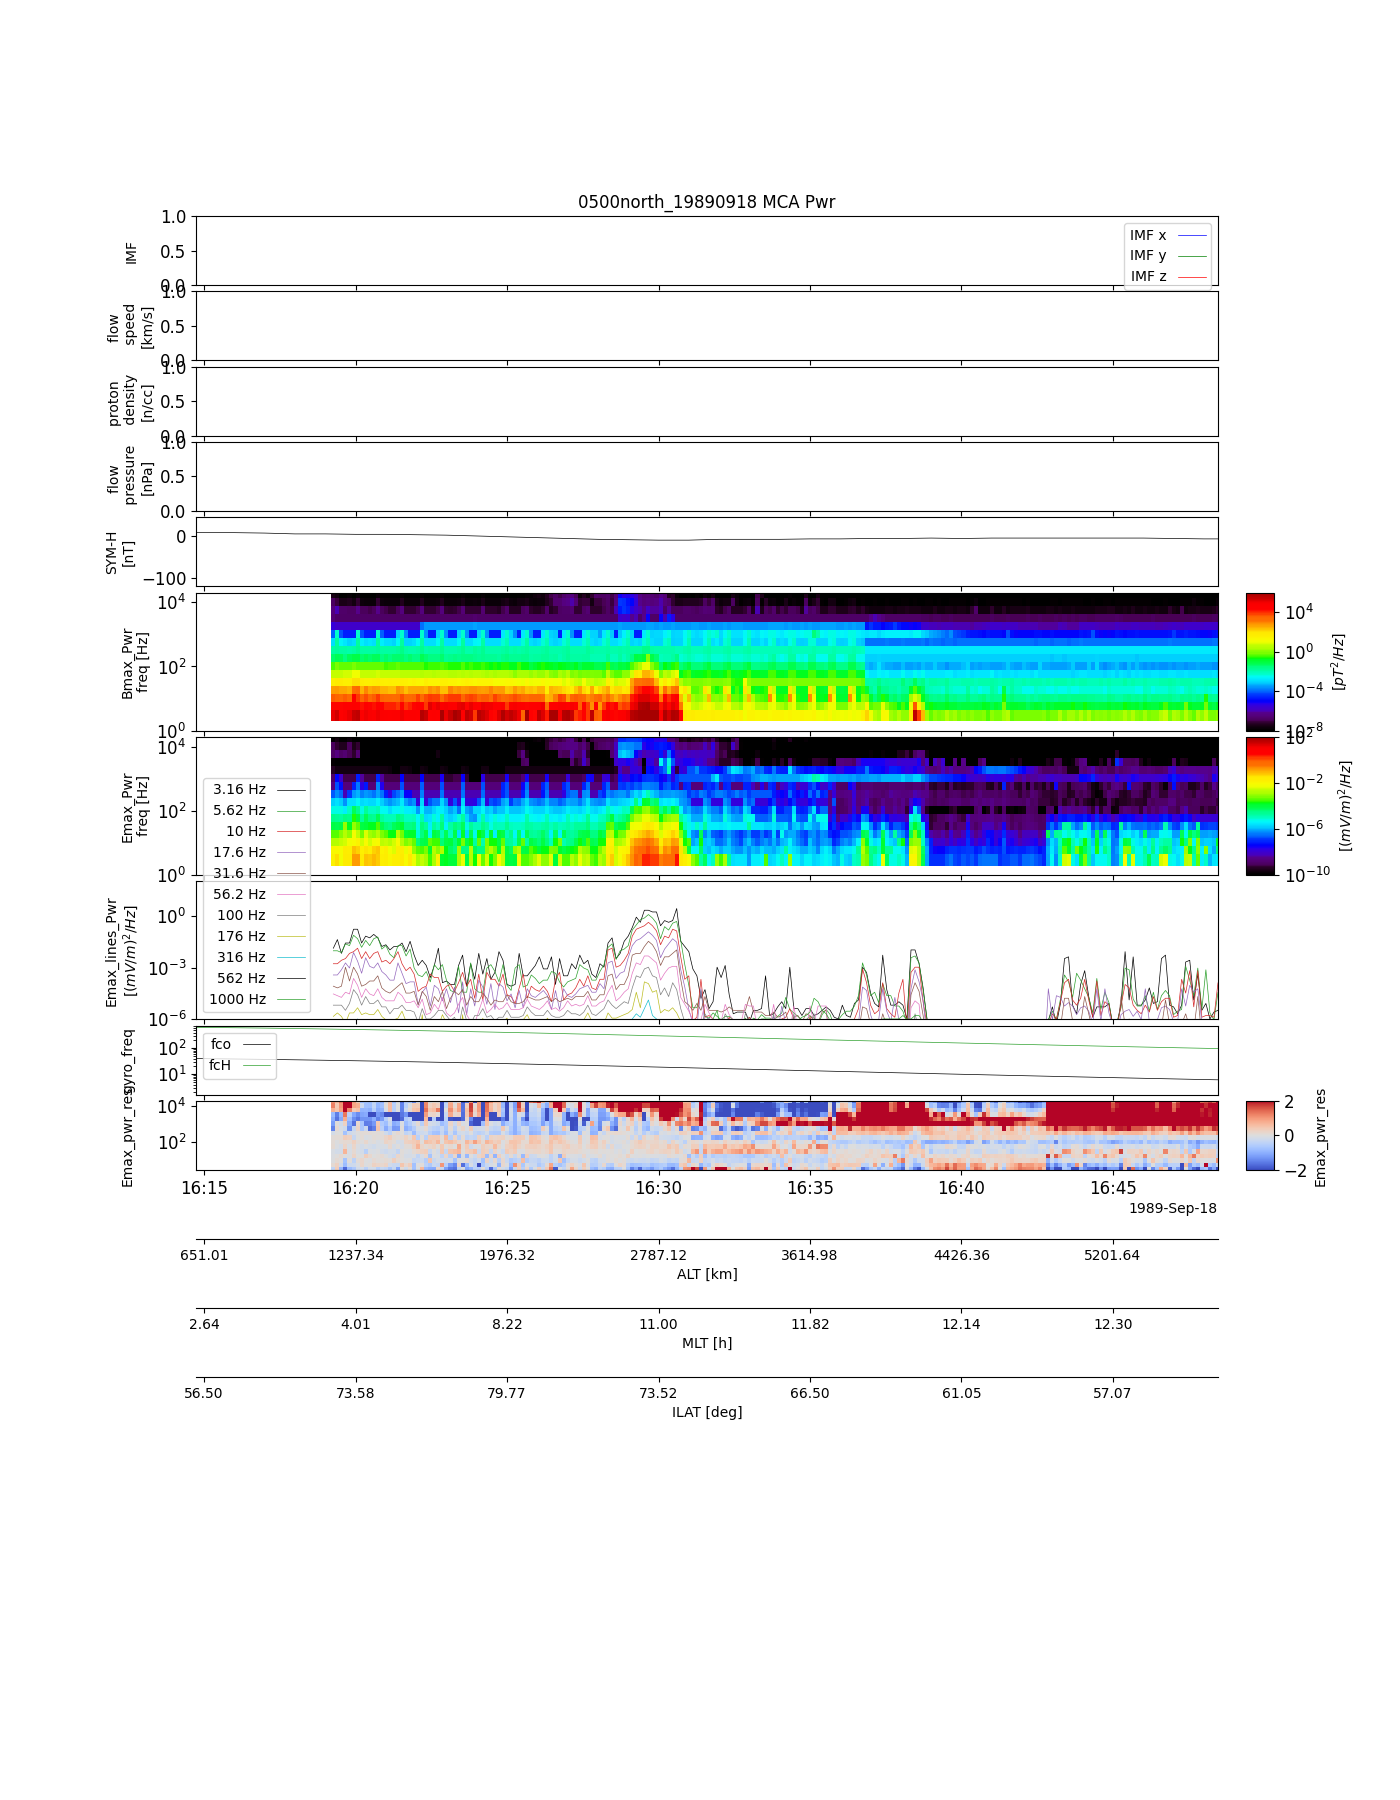 0500north_19890918 MCA Pwr
1.0
0.5
0.0
IMF
IMF x
IMF y
IMF z
1.0
0.5
0.0
flow
speed
[km/s]
1.0
0.5
0.0
proton
density
[n/cc]
1.0
0.5
0.0
flow
pressure
[nPa]
0
−100
SYM-H
[nT]
10^4
10^2
10^0
Bmax_Pwr
freq [Hz]
10^4
10^0
10^−4
10^−8
[pT^2/Hz]
10^4
10^2
10^0
Emax_Pwr
freq [Hz]
10^2
10^−2
10^−6
10^−10
[(mV/m)^2/Hz]
3.16 Hz
5.62 Hz
10 Hz
17.6 Hz
31.6 Hz
56.2 Hz
100 Hz
176 Hz
316 Hz
562 Hz
1000 Hz
10^0
10^−3
10^−6
Emax_lines_Pwr
[(mV/m)^2/Hz]
10^2
10^1
gyro_freq
fco
fcH
10^4
10^2
Emax_pwr_res
2
0
−2
Emax_pwr_res
16:15 16:20 16:25 16:30 16:35 16:40 16:45
1989-Sep-18
651.01 1237.34 1976.32 2787.12 3614.98 4426.36 5201.64
ALT [km]
2.64 4.01 8.22 11.00 11.82 12.14 12.30
MLT [h]
56.50 73.58 79.77 73.52 66.50 61.05 57.07
ILAT [deg]